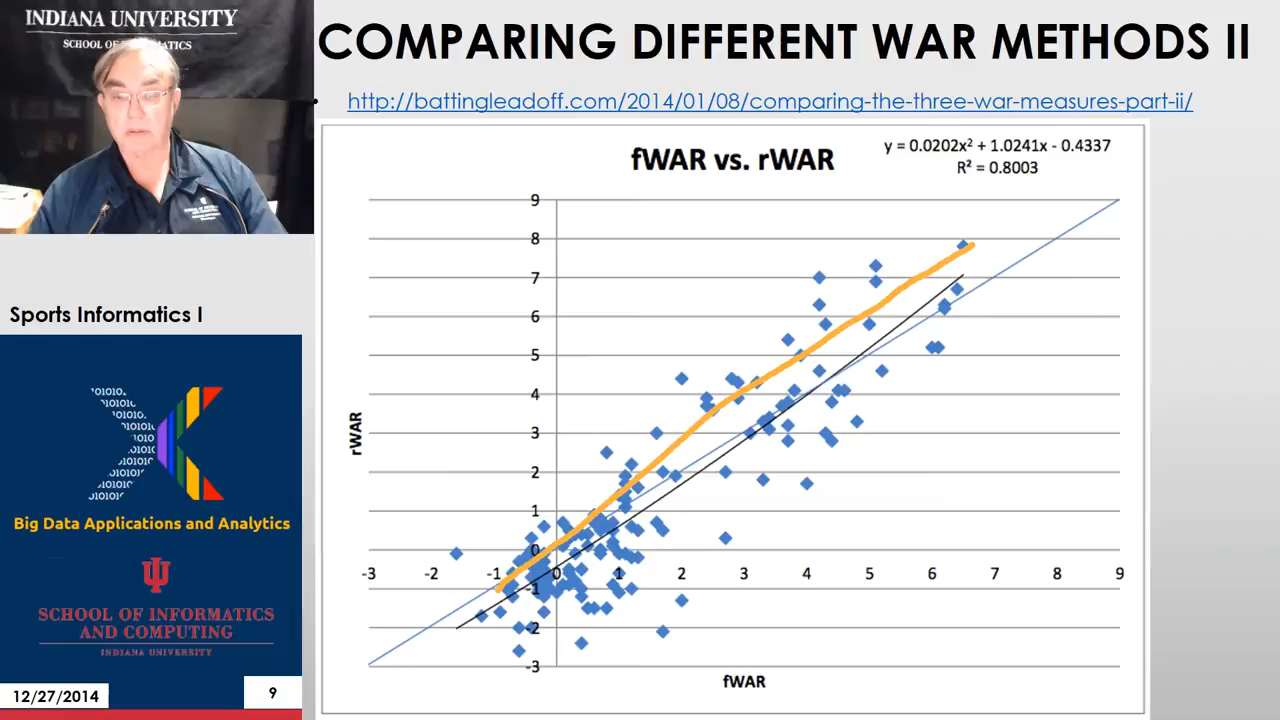 INDIANA UNIVERSITY
SCHOOL OF INFORMATICS
COMPARING DIFFERENT WAR METHODS II
http://battingleadoff.com/2014/01/08/comparing-the-three-war-measures-part-ii/
fWAR vs. rWAR
y = 0.0202x² + 1.0241x - 0.4337
R² = 0.8003
9
8
7
6
5
4
3
2
1
0
-1
-2
-3
-3 -2 -1 0 1 2 3 4 5 6 7 8 9
rWAR
fWAR
Sports Informatics I
Big Data Applications and Analytics
SCHOOL OF INFORMATICS
AND COMPUTING
INDIANA UNIVERSITY
12/27/2014
9